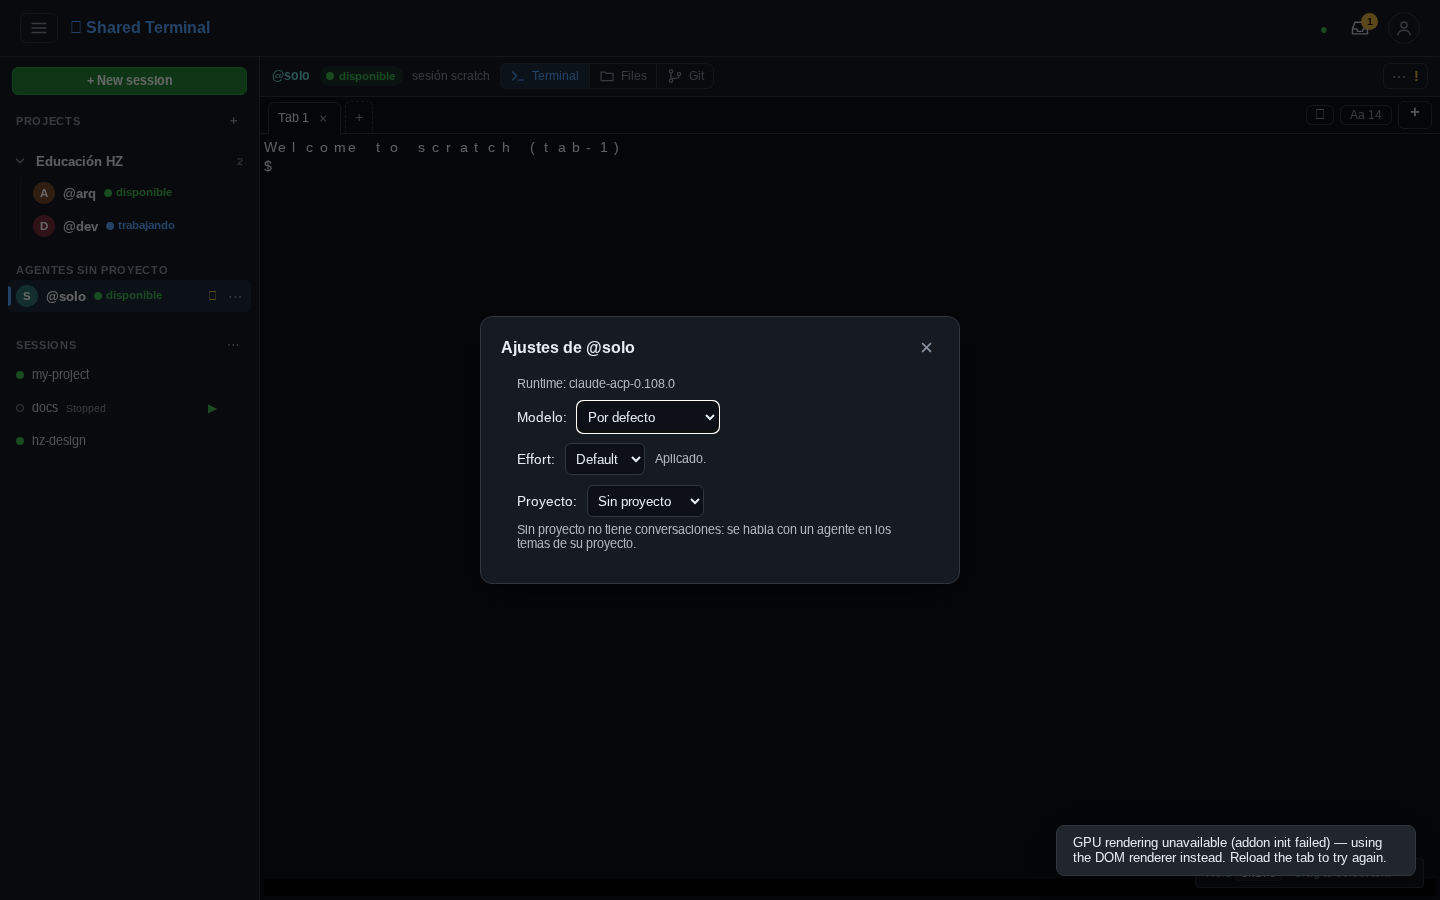 Shared Terminal
1
+ New session
PROJECTS +
Educación HZ 2
A @arq disponible
D @dev trabajando
AGENTES SIN PROYECTO
S @solo disponible ...
SESSIONS ...
my-project
docs Stopped
hz-design
@solo disponible sesión scratch Terminal Files Git ... !
Tab 1 × + Aa 14 +
Welcome to scratch (tab-1)
$
Ajustes de @solo ×
Runtime: claude-acp-0.108.0
Modelo: Por defecto
Effort: Default Aplicado.
Proyecto: Sin proyecto
Sin proyecto no tiene conversaciones: se habla con un agente en los
temas de su proyecto.
GPU rendering unavailable (addon init failed) — using
the DOM renderer instead. Reload the tab to try again.